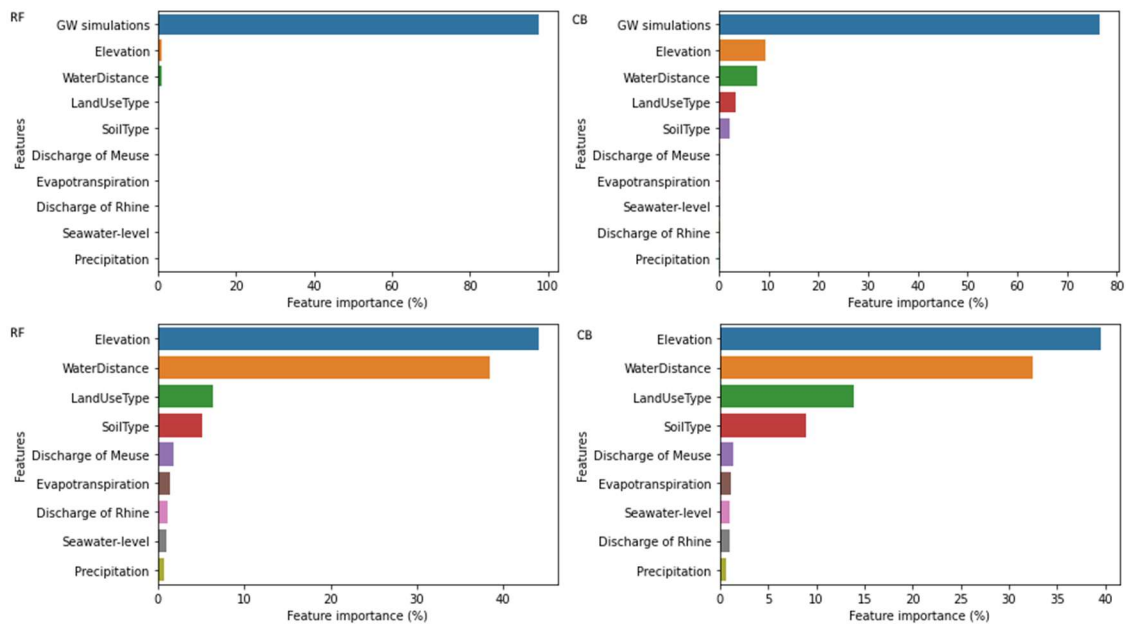 RF
GW simulations
Elevation
WaterDistance
LandUseType
SoilType
Discharge of Meuse
Evapotranspiration
Discharge of Rhine
Seawater-level
Precipitation
Features
0 20 40 60 80 100
Feature importance (%)
CB
GW simulations
Elevation
WaterDistance
LandUseType
SoilType
Discharge of Meuse
Evapotranspiration
Seawater-level
Discharge of Rhine
Precipitation
Features
0 10 20 30 40 50 60 70 80
Feature importance (%)
RF
Elevation
WaterDistance
LandUseType
SoilType
Discharge of Meuse
Evapotranspiration
Discharge of Rhine
Seawater-level
Precipitation
Features
0 10 20 30 40
Feature importance (%)
CB
Elevation
WaterDistance
LandUseType
SoilType
Discharge of Meuse
Evapotranspiration
Seawater-level
Discharge of Rhine
Precipitation
Features
0 5 10 15 20 25 30 35 40
Feature importance (%)